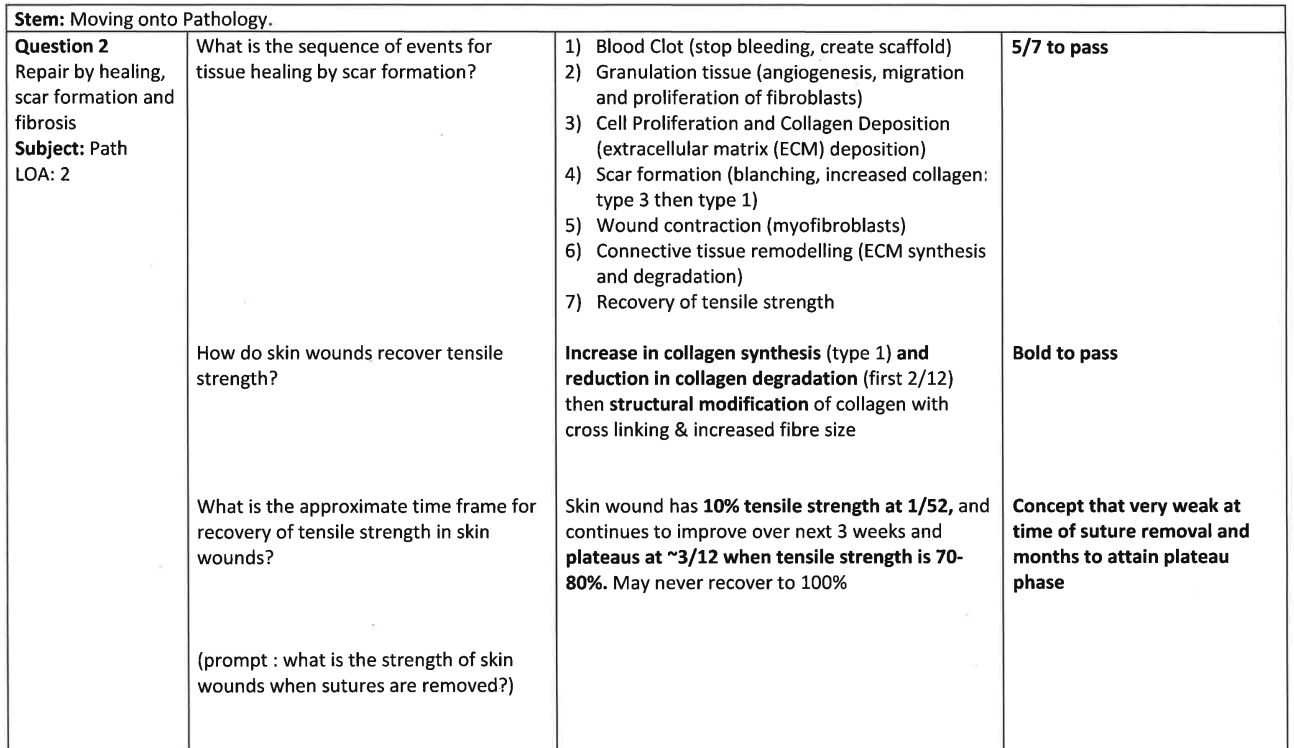 Stem: Moving onto Pathology.
Question 2
Repair by healing,
scar formation and
fibrosis
Subject: Path
LOA: 2
What is the sequence of events for
tissue healing by scar formation?
1) Blood Clot (stop bleeding, create scaffold)
2) Granulation tissue (angiogenesis, migration
and proliferation of fibroblasts)
3) Cell Proliferation and Collagen Deposition
(extracellular matrix (ECM) deposition)
4) Scar formation (blanching, increased collagen:
type 3 then type 1)
5) Wound contraction (myofibroblasts)
6) Connective tissue remodelling (ECM synthesis
and degradation)
7) Recovery of tensile strength
5/7 to pass
How do skin wounds recover tensile
strength?
Increase in collagen synthesis (type 1) and
reduction in collagen degradation (first 2/12)
then structural modification of collagen with
cross linking & increased fibre size
Bold to pass
What is the approximate time frame for
recovery of tensile strength in skin
wounds?
Skin wound has 10% tensile strength at 1/52, and
continues to improve over next 3 weeks and
plateaus at ~3/12 when tensile strength is 70-
80%. May never recover to 100%
Concept that very weak at
time of suture removal and
months to attain plateau
phase
(prompt : what is the strength of skin
wounds when sutures are removed?)